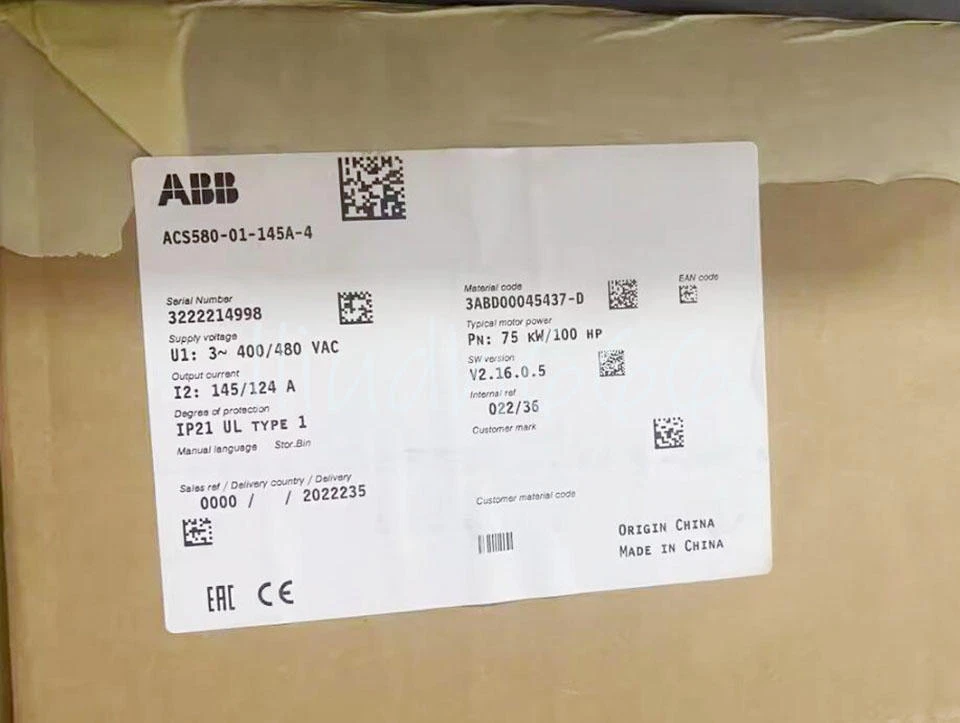 ABB
ACS580-01-145A-4
Serial Number
3222214998
Supply voltage
U1: 3~ 400/480 VAC
Output current
I2: 145/124 A
Degree of protection
IP21 UL TYPE 1
Manual language Stor.Bin
Sales ref / Delivery country / Delivery
0000 / / 2022235
EAC CE
Material code
3ABD00045437-D
EAN code
Typical motor power
PN: 75 KW/100 HP
SW version
V2.16.0.5
Internal ref
022/36
Customer mark
Customer material code
ORIGIN CHINA
MADE IN CHINA